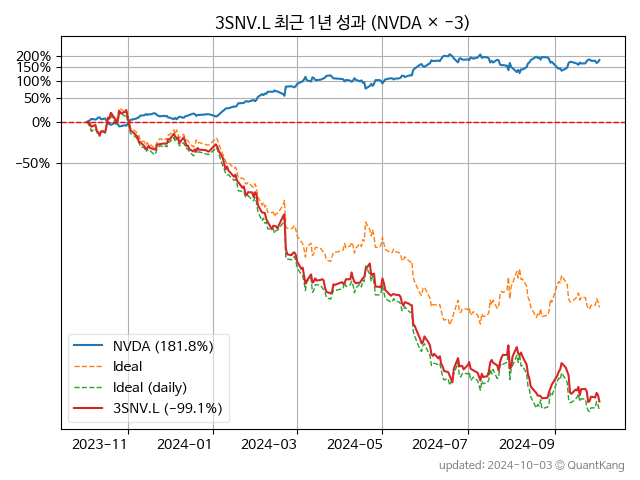 3SNV.L 최근 1년 성과 (NVDA × −3)
200%
150%
100%
50%
0%
−50%
NVDA (181.8%)
Ideal
Ideal (daily)
3SNV.L (−99.1%)
2023-11
2024-01
2024-03
2024-05
2024-07
2024-09
updated: 2024-10-03 © QuantKang